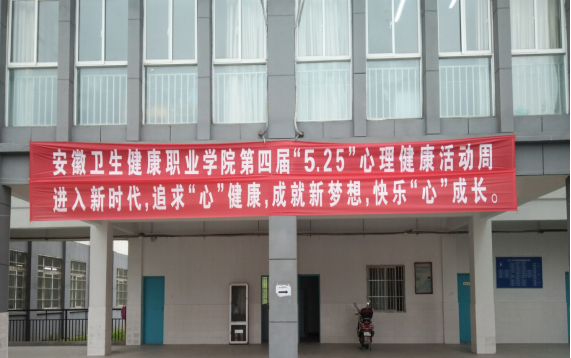 安徽卫生健康职业学院第四届“5.25”心理健康活动周
进入新时代,追求“心”健康,成就新梦想,快乐“心”成长。